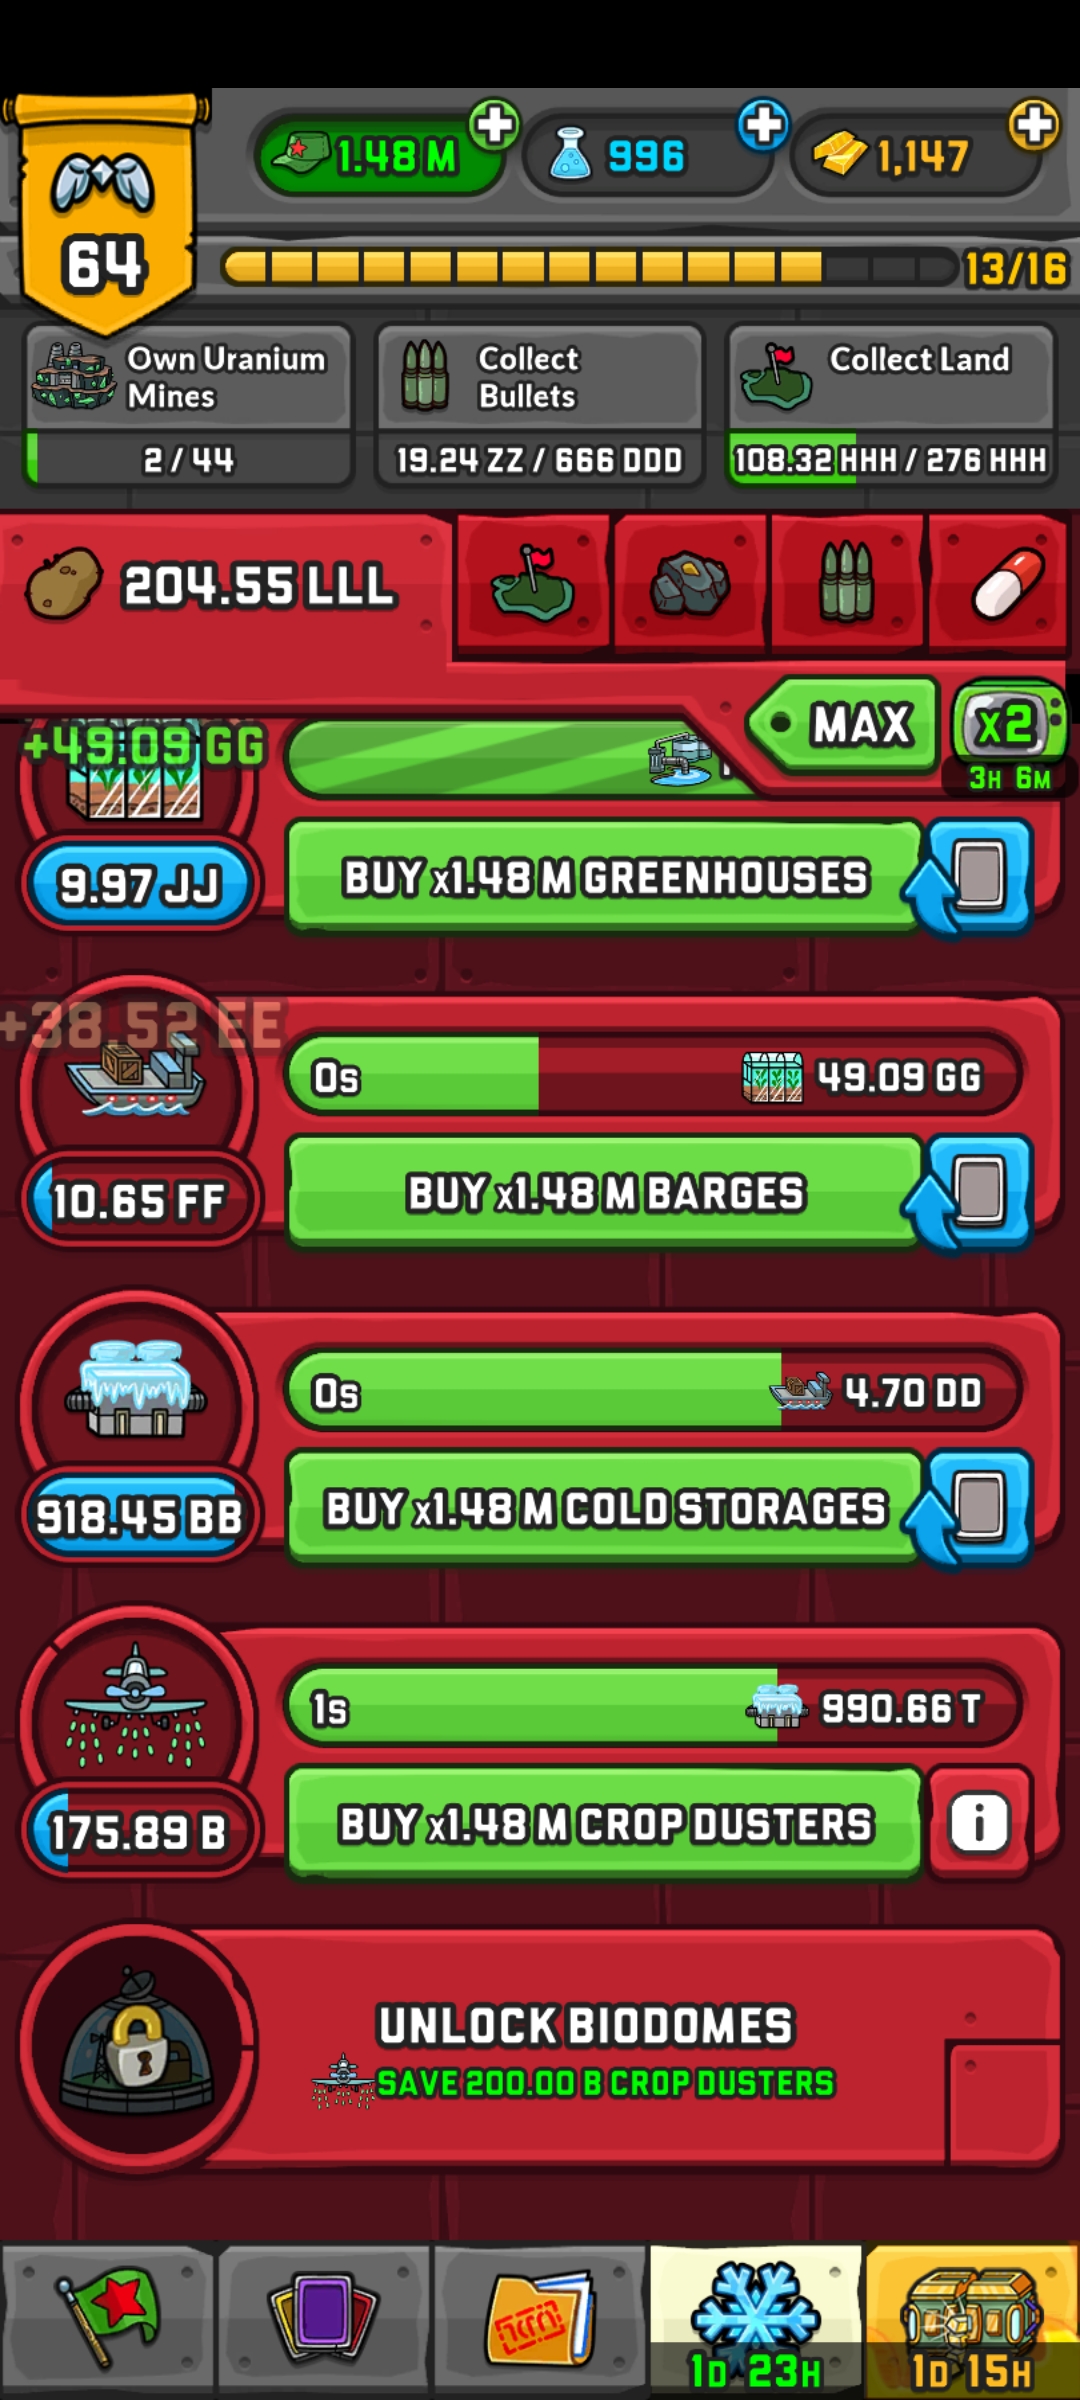 1.48 M
996
1,147
64
13/16
Own Uranium
Mines
2 / 44
Collect
Bullets
19.24 ZZ / 666 DDD
Collect Land
108.32 HHH / 276 HHH
204.55 LLL
MAX
x2
3H 6M
+49.09 GG
9.97 JJ
BUY x1.48 M GREENHOUSES
+38.52 EE
0s
49.09 GG
10.65 FF
BUY x1.48 M BARGES
0s
4.70 DD
918.45 BB
BUY x1.48 M COLD STORAGES
1s
990.66 T
175.89 B
BUY x1.48 M CROP DUSTERS
i
UNLOCK BIODOMES
SAVE 200.00 B CROP DUSTERS
1D 23H
1D 15H